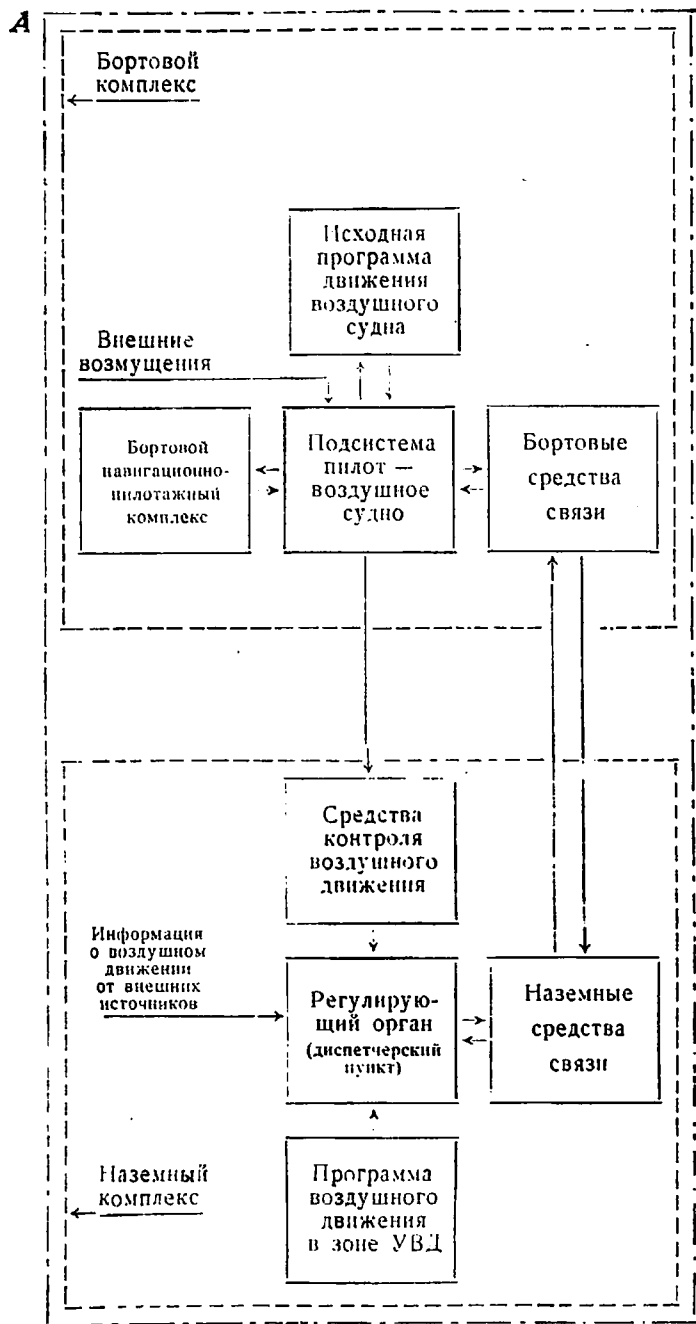 А
Бортовой
комплекс
Исходная
программа
движения
воздушного
судна
Внешние
возмущения
Бортовой
навигационно-
пилотажный
комплекс
Подсистема
пилот —
воздушное
судно
Бортовые
средства
связи
Средства
контроля
воздушного
движения
Информация
о воздушном
движении
от внешних
источников
Регулирую-
щий орган
(диспетчерский
пункт)
Наземные
средства
связи
Наземный
комплекс
Программа
воздушного
движения
в зоне УВД